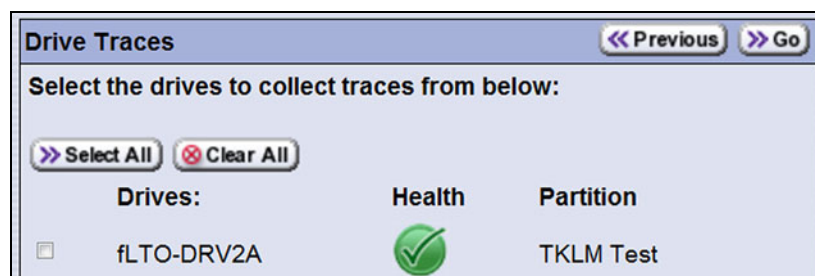 Drive Traces Previous Go
Select the drives to collect traces from below:
Select All Clear All
Drives: Health Partition
fLTO-DRV2A TKLM Test